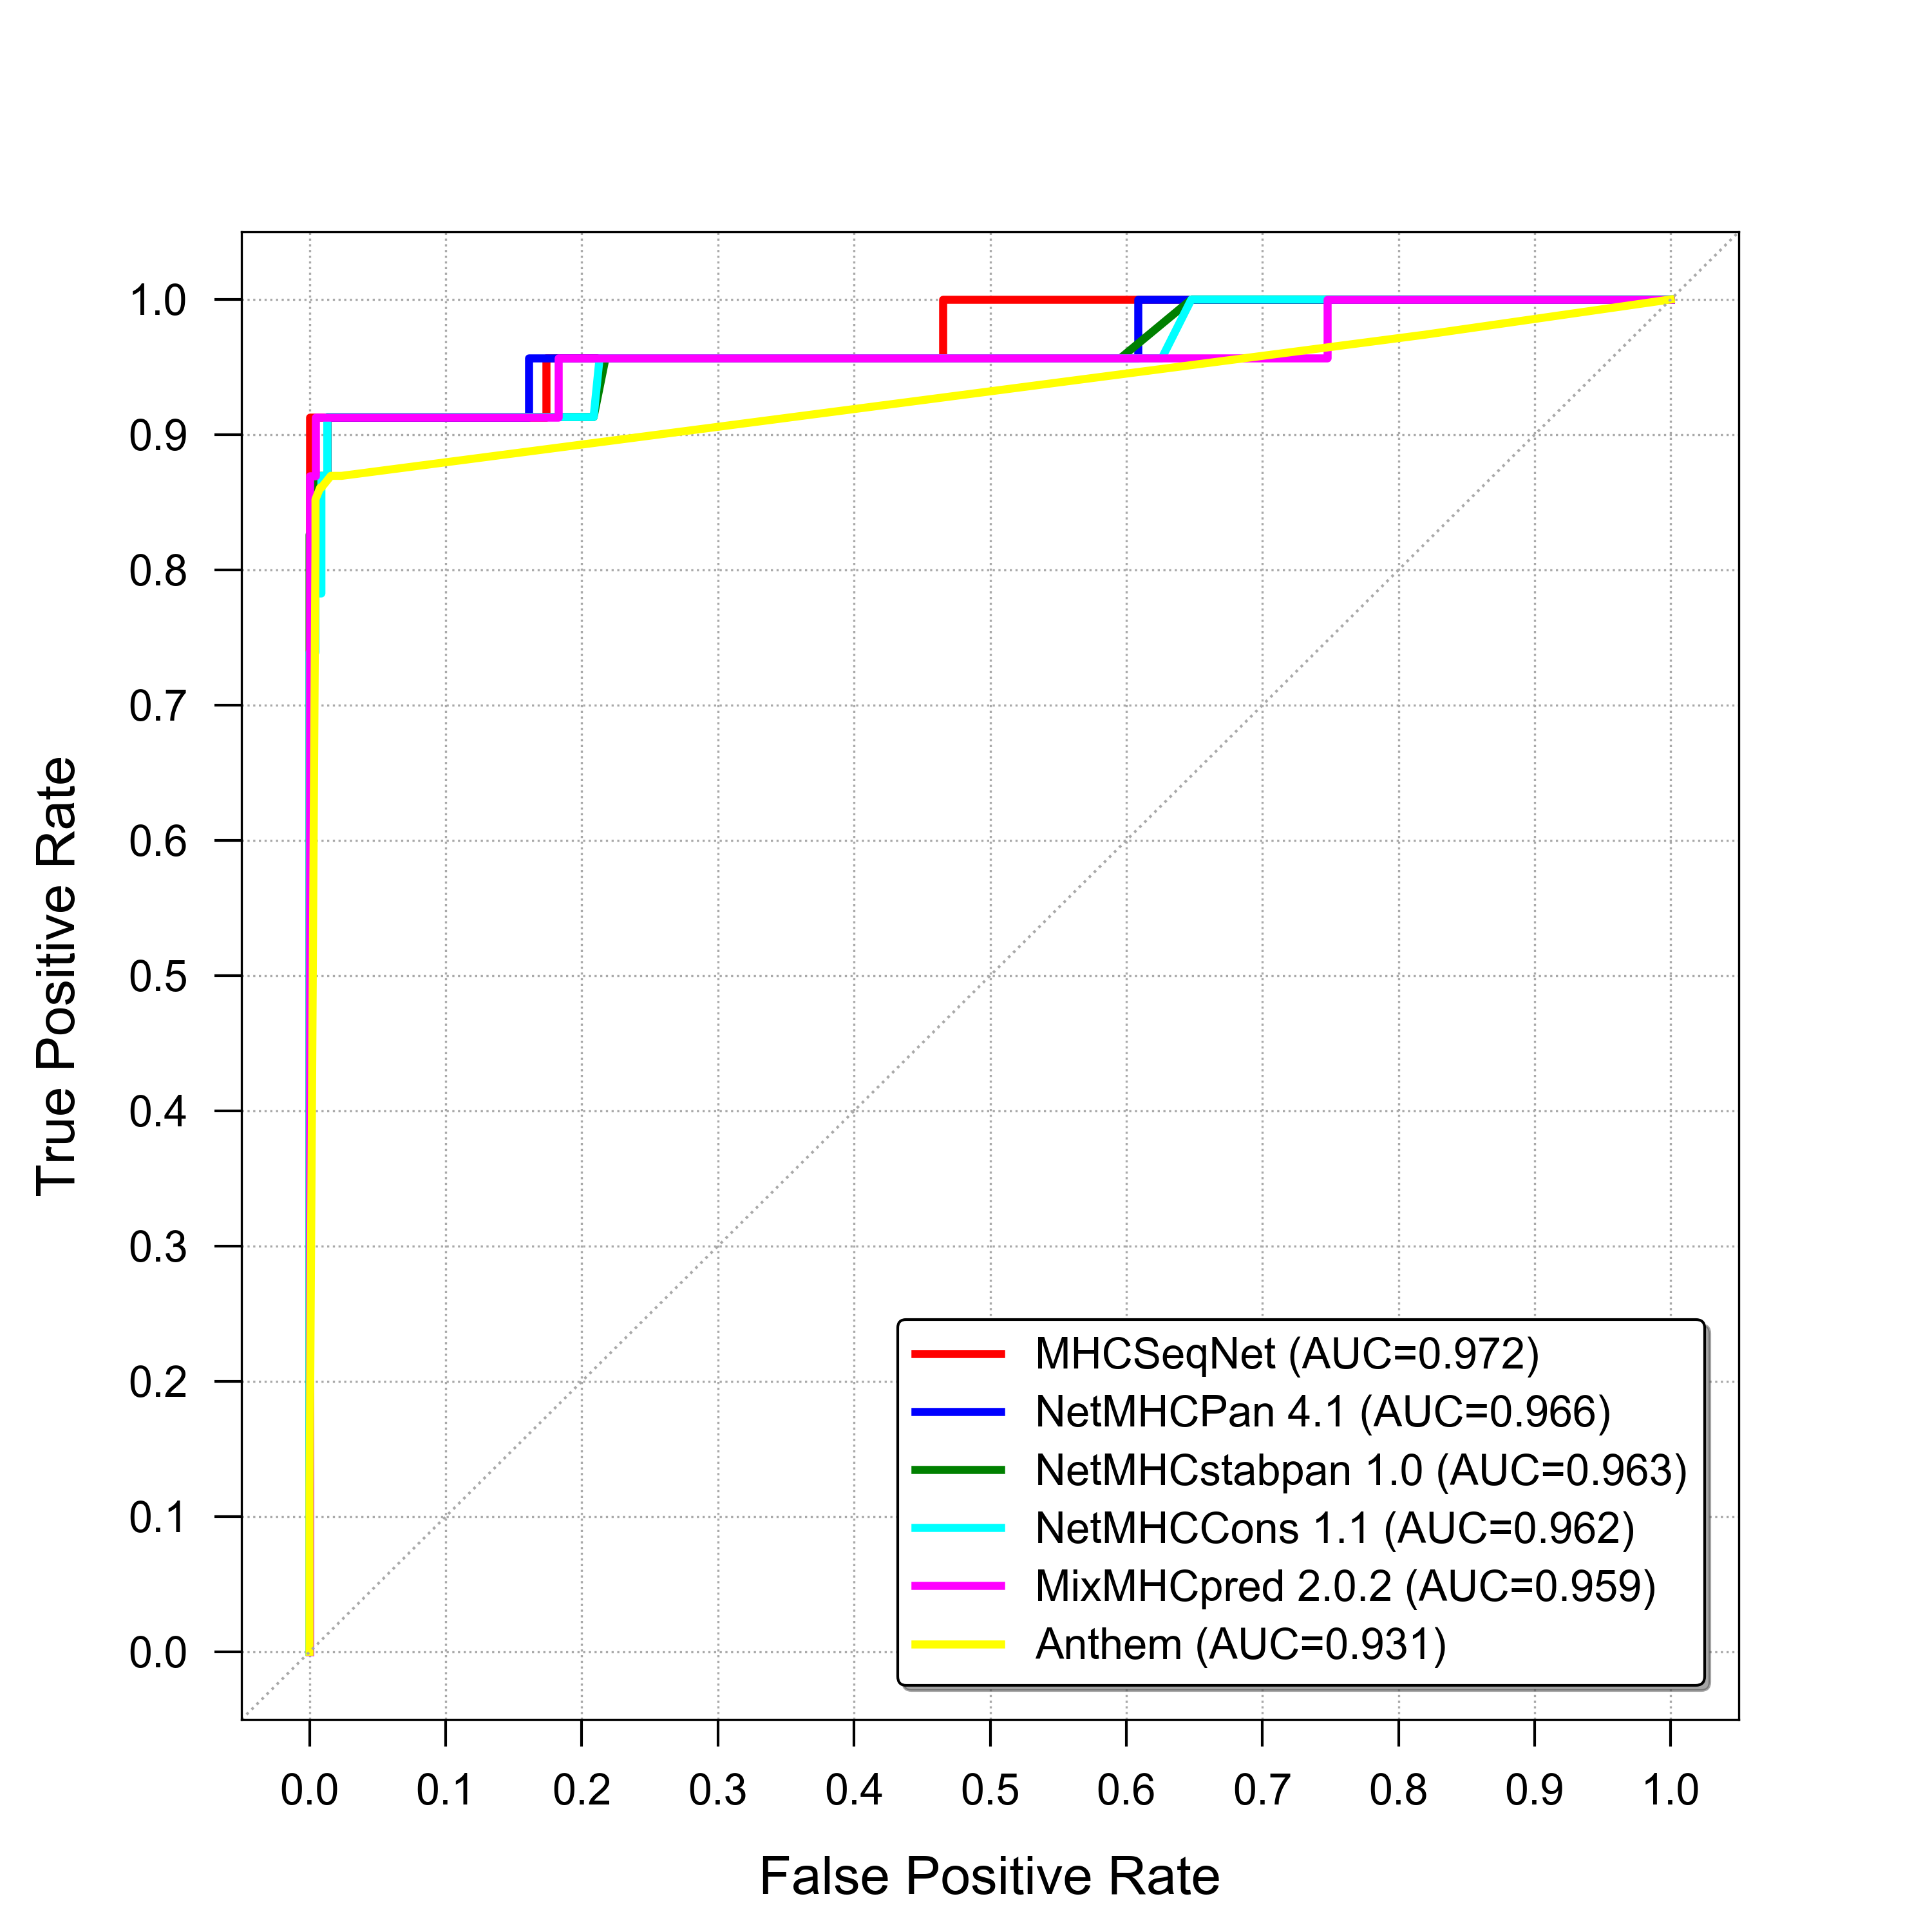 1.0
0.9
0.8
0.7
0.6
0.5
0.4
0.3
0.2
0.1
0.0
True Positive Rate
MHCSeqNet (AUC=0.972)
NetMHCPan 4.1 (AUC=0.966)
NetMHCstabpan 1.0 (AUC=0.963)
NetMHCCons 1.1 (AUC=0.962)
MixMHCpred 2.0.2 (AUC=0.959)
Anthem (AUC=0.931)
0.0 0.1 0.2 0.3 0.4 0.5 0.6 0.7 0.8 0.9 1.0
False Positive Rate